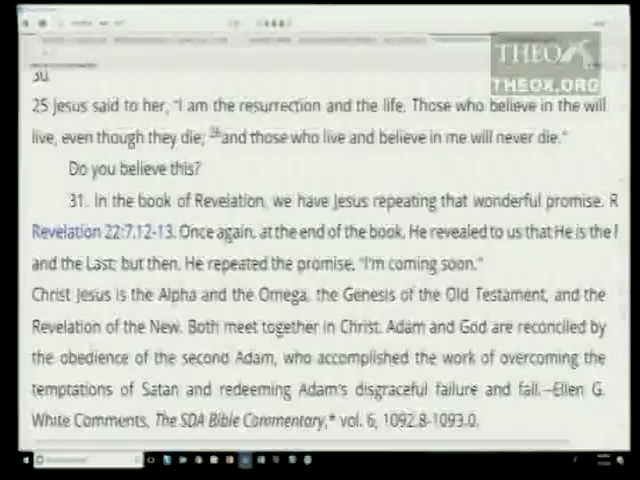 THEOX
THEOX.ORG
30
25 Jesus said to her, "I am the resurrection and the life. Those who believe in the will
live, even though they die; 26and those who live and believe in me will never die."
Do you believe this?
31. In the book of Revelation, we have Jesus repeating that wonderful promise. R
Revelation 22:7,12-13. Once again, at the end of the book, He revealed to us that He is the
and the Last; but then, He repeated the promise, "I'm coming soon."
Christ Jesus is the Alpha and the Omega, the Genesis of the Old Testament, and the
Revelation of the New. Both meet together in Christ. Adam and God are reconciled by
the obedience of the second Adam, who accomplished the work of overcoming the
temptations of Satan and redeeming Adam's disgraceful failure and fall.—Ellen G.
White Comments, The SDA Bible Commentary,* vol. 6, 1092.8-1093.0.